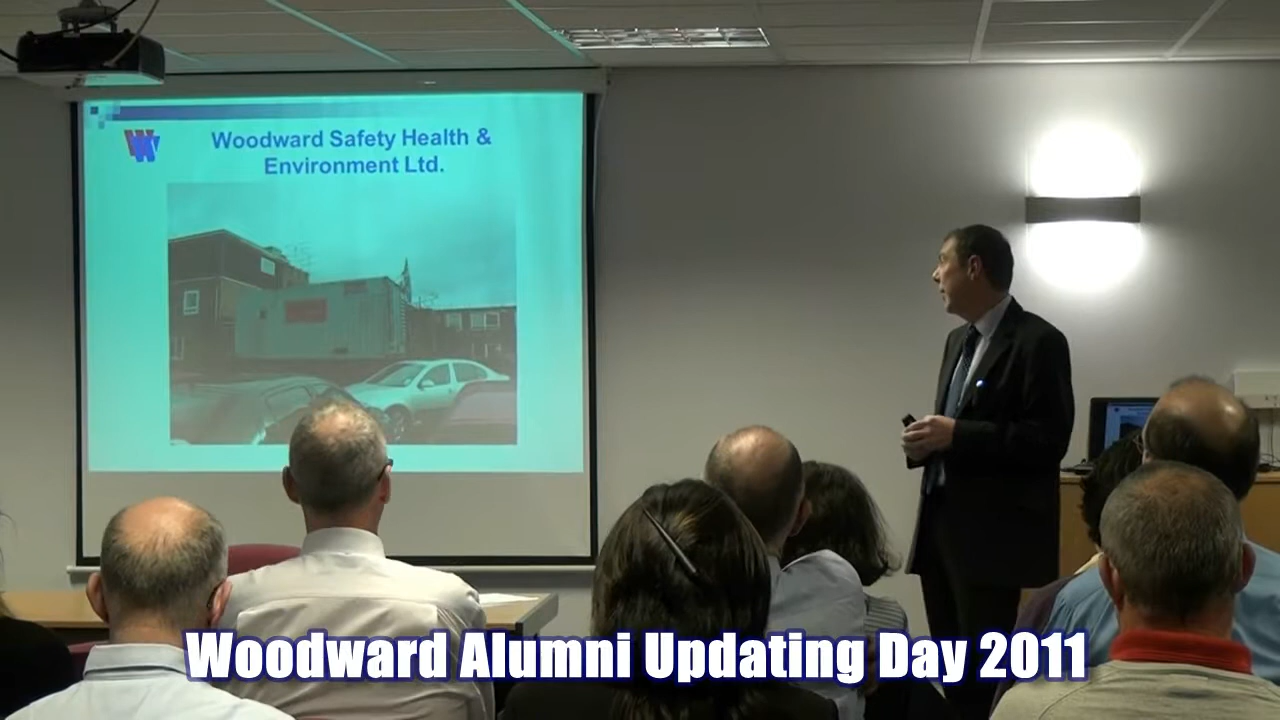 Woodward Safety Health &
Environment Ltd.
Woodward Alumni Updating Day 2011